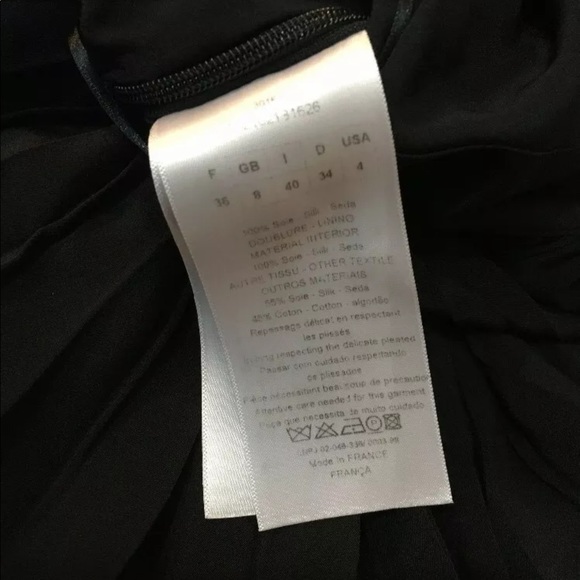 F GB I D USA
36 8 40 34 4
100% Soie - Silk - Seda
DOUBLURE - LINING
MATERIAL INTERIOR
100% Soie - Silk - Seda
AUTRE TISSU - OTHER TEXTILE
OUTROS MATERIAIS
55% Soie - Silk - Seda
45% Coton - Cotton - algodão
Repassage délicat en respectant
les plissés
respecting the delicate pleated
Passar com cuidado respeitando
os plissados
Pièce nécessitant beaucoup de précaution
Attentive care needed for this garment
Peça que necessita de muito cuidado
Made in FRANCE
FRANÇA